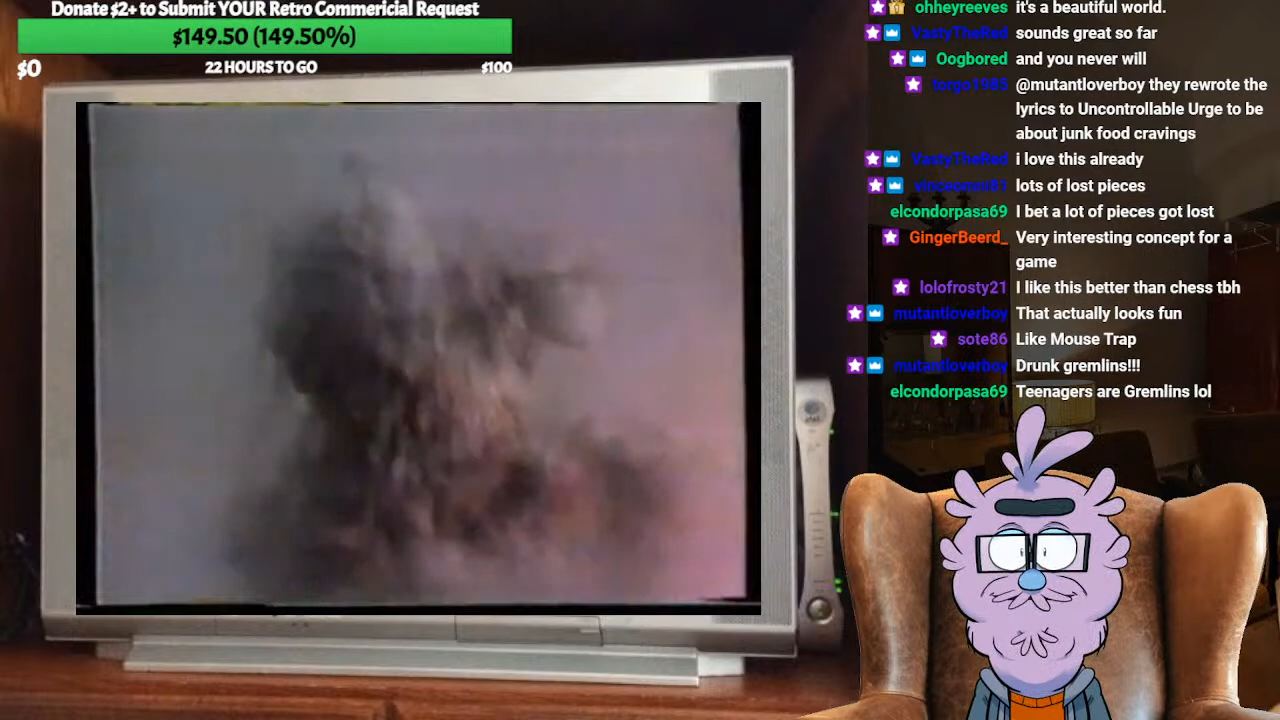 Donate $2+ to Submit YOUR Retro Commericial Request
$149.50 (149.50%)
$0
22 HOURS TO GO
$100
ohheyreeves it's a beautiful world.
VastyTheRed sounds great so far
Oogbored and you never will
torgo1985 @mutantloverboy they rewrote the
lyrics to Uncontrollable Urge to be
about junk food cravings
VastyTheRed i love this already
vinceomni81 lots of lost pieces
elcondorpasa69 I bet a lot of pieces got lost
GingerBeerd_ Very interesting concept for a
game
lolofrosty21 I like this better than chess tbh
mutantloverboy That actually looks fun
sote86 Like Mouse Trap
mutantloverboy Drunk gremlins!!!
elcondorpasa69 Teenagers are Gremlins lol